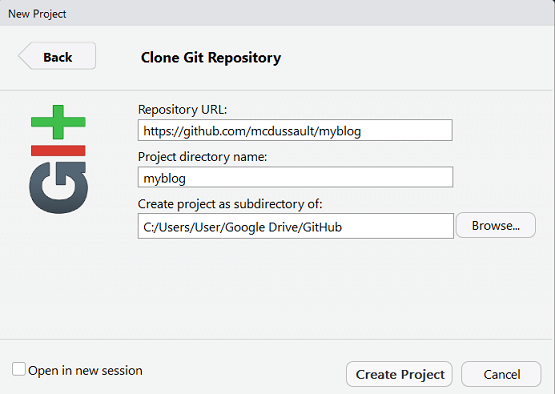 New Project
Back
Clone Git Repository
GIt
Repository URL:
https://github.com/mcdussault/myblog
Project directory name:
myblog
Create project as subdirectory of:
C:/Users/User/Google Drive/GitHub
Browse...
Open in new session
Create Project
Cancel